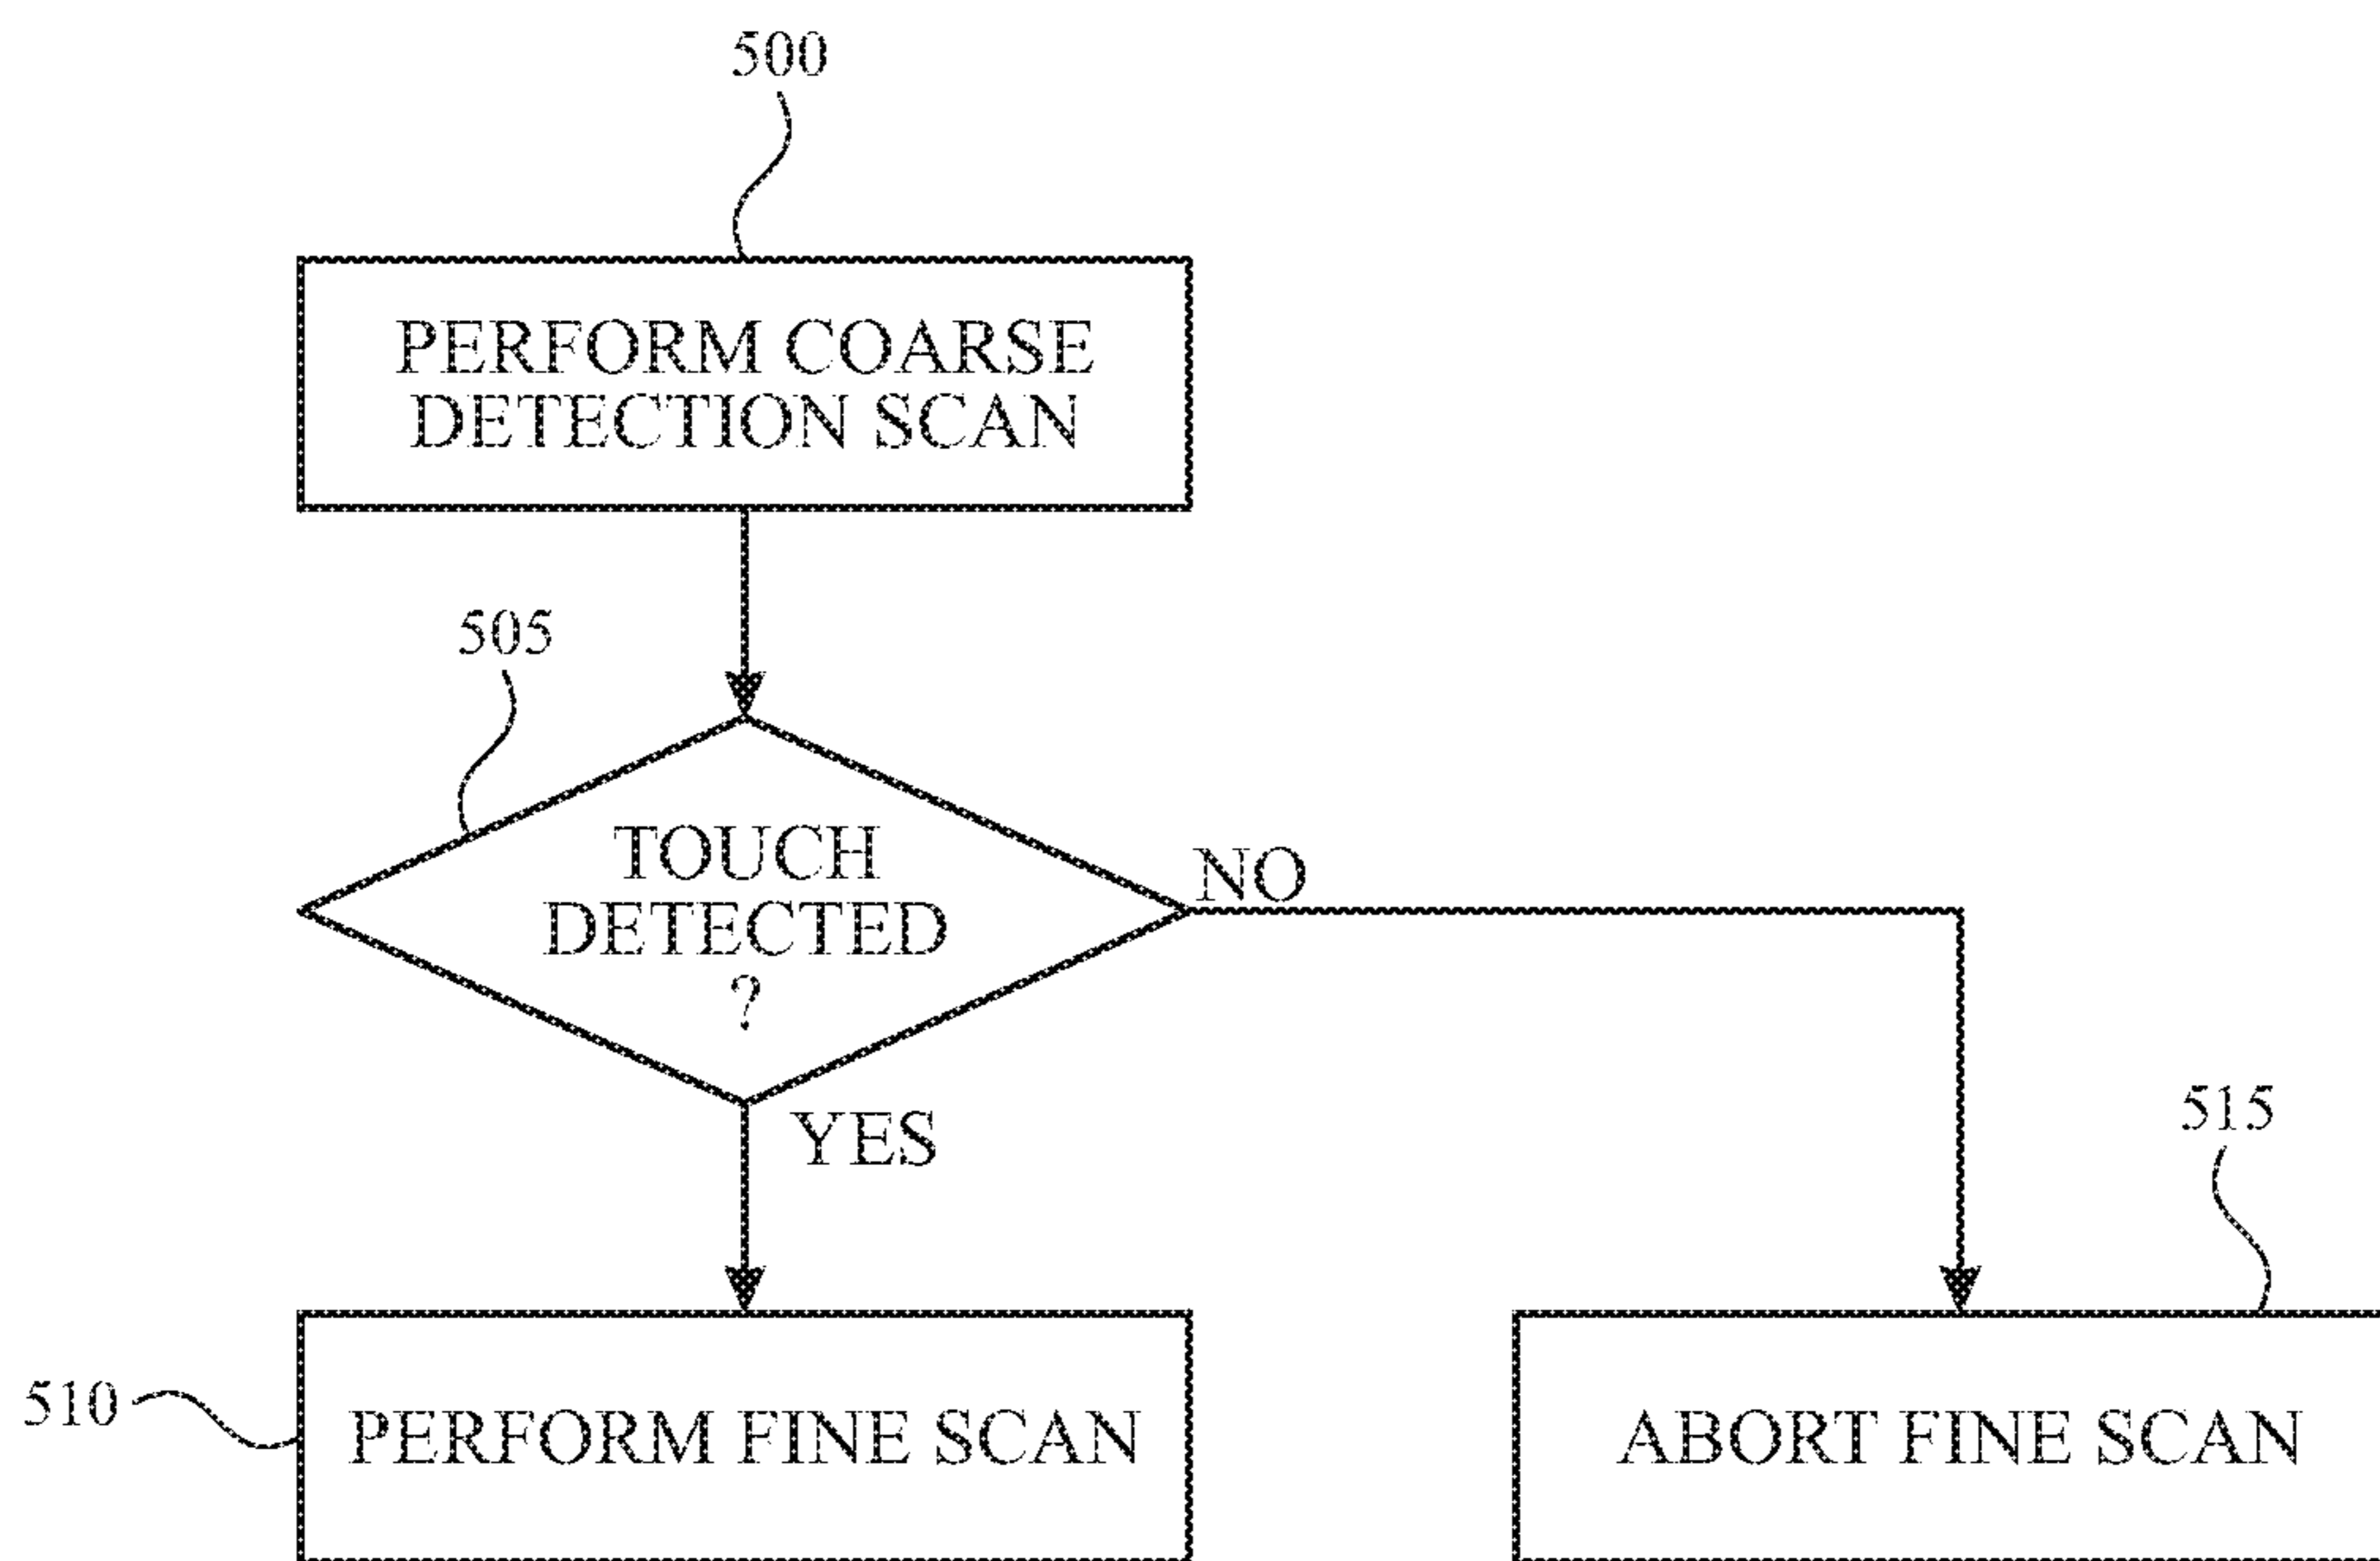 500
PERFORM COARSE
DETECTION SCAN
505
TOUCH
DETECTED
?
NO
YES
515
510
PERFORM FINE SCAN
ABORT FINE SCAN